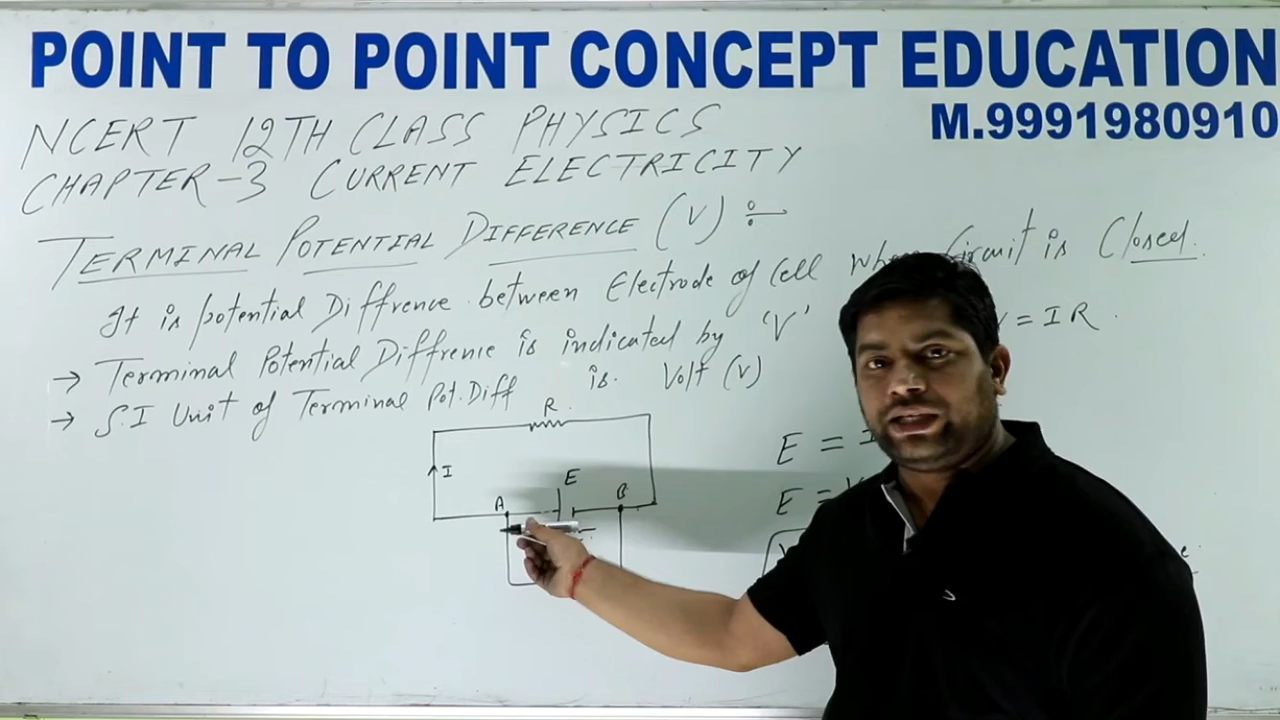 POINT TO POINT CONCEPT EDUCATION
M.9991980910
NCERT 12TH CLASS PHYSICS
CHAPTER-3 CURRENT ELECTRICITY
TERMINAL POTENTIAL DIFFERENCE (V) ÷
It is potential Diffrence between Electrode of Cell when Circuit is Closed.
→ Terminal Potential Diffrence is indicated by 'V' V = IR.
→ S.I Unit of Terminal Pot.Diff is. Volt (V)
R
I
E
A B
E = I
E = V
V